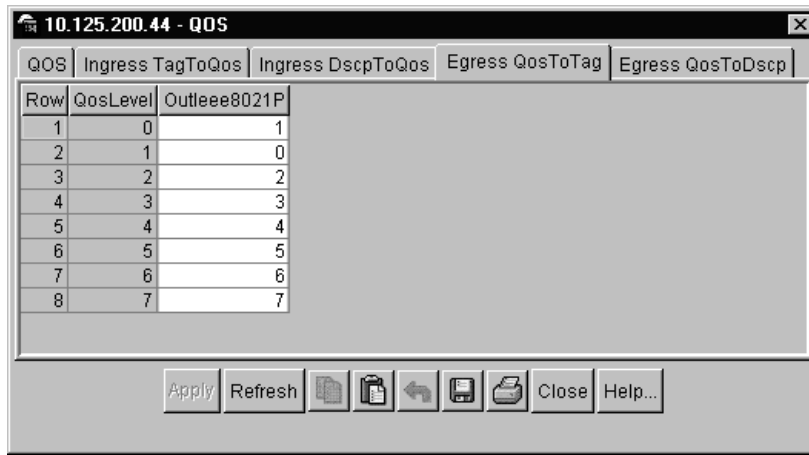 10.125.200.44 - QOS
QOS Ingress TagToQos Ingress DscpToQos Egress QosToTag Egress QosToDscp
Row QosLevel OutIeee8021P
1 0 1
2 1 0
3 2 2
4 3 3
5 4 4
6 5 5
7 6 6
8 7 7
Apply Refresh Close Help...